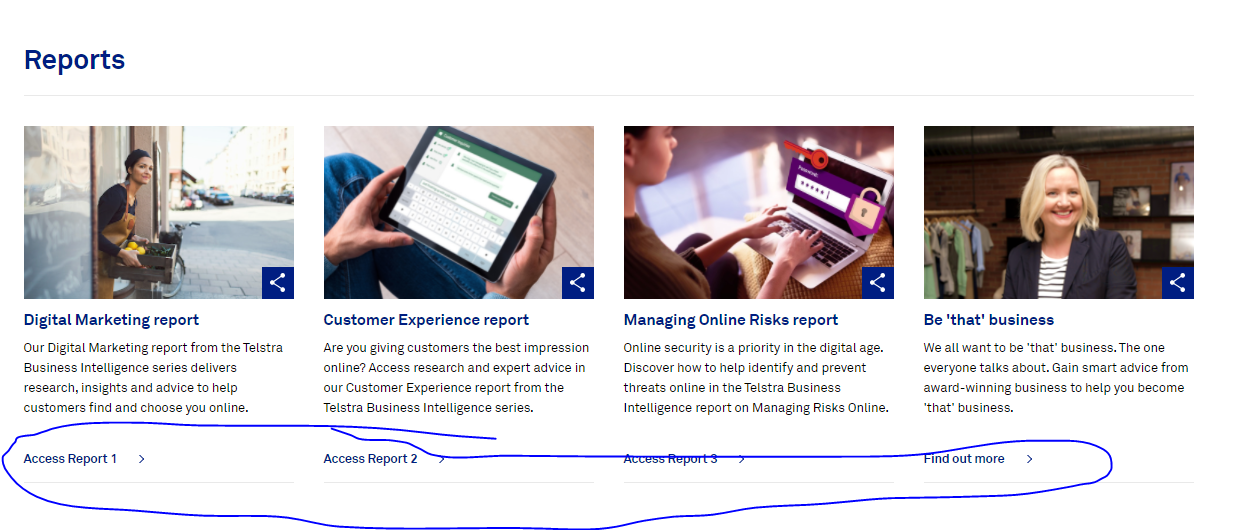 Reports
Digital Marketing report
Our Digital Marketing report from the Telstra
Business Intelligence series delivers
research, insights and advice to help
customers find and choose you online.
Access Report 1
Customer Experience report
Are you giving customers the best impression
online? Access research and expert advice in
our Customer Experience report from the
Telstra Business Intelligence series.
Access Report 2
Password:
Managing Online Risks report
Online security is a priority in the digital age.
Discover how to help identify and prevent
threats online in the Telstra Business
Intelligence report on Managing Risks Online.
Access Report 3
Be 'that' business
We all want to be 'that' business. The one
everyone talks about. Gain smart advice from
award-winning business to help you become
'that' business.
Find out more